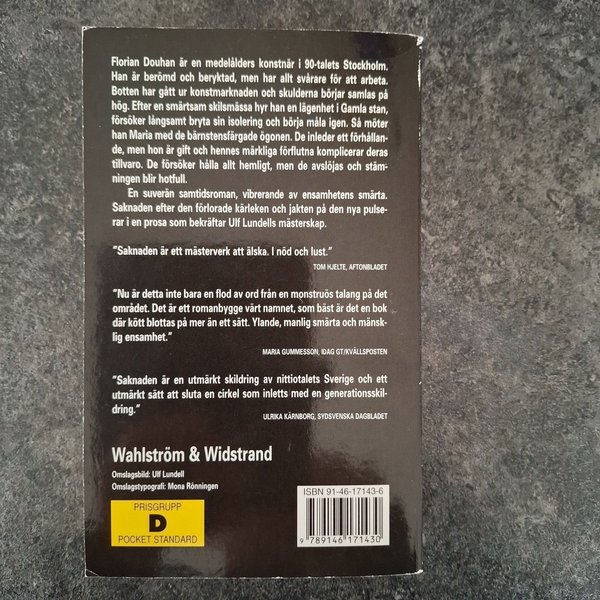 Florian Douhan är en medelålders konstnär i 90-talets Stockholm.
Han är berömd och beryktad, men har allt svårare för att arbeta.
Botten har gått ur konstmarknaden och skulderna börjar samlas på
hög. Efter en smärtsam skilsmässa hyr han en lägenhet i Gamla stan,
försöker långsamt bryta sin isolering och börja måla igen. Så möter
han Maria med de bärnstensfärgade ögonen. De inleder ett förhållan-
de, men hon är gift och hennes märkliga förflutna komplicerar deras
tillvaro. De försöker hålla allt hemligt, men de avslöjas och stäm-
ningen blir hotfull.
En suverän samtidsroman, vibrerande av ensamhetens smärta.
Saknaden efter den förlorade kärleken och jakten på den nya pulse-
rar i en prosa som bekräftar Ulf Lundells mästerskap.
"Saknaden är ett mästerverk att älska. I nöd och lust."
TOM HJELTE, AFTONBLADET
"Nu är detta inte bara en flod av ord från en monstruös talang på det
området. Det är ett romanbygge värt namnet, som bäst är det en bok
där kött blottas på mer än ett sätt. Ylande, manlig smärta och mänsk-
lig ensamhet."
MARIA GUMMESSON, IDAG GT/KVÄLLSPOSTEN
"Saknaden är en utmärkt skildring av nittiotalets Sverige och ett
utmärkt sätt att sluta en cirkel som inletts med en generationsskil-
dring."
ULRIKA KÄRNBORG, SYDSVENSKA DAGBLADET
Wahlström & Widstrand
Omslagsbild: Ulf Lundell
Omslagstypografi: Mona Rönningen
PRISGRUPP
D
POCKET STANDARD
ISBN 91-46-17143-6
9 789146 171430